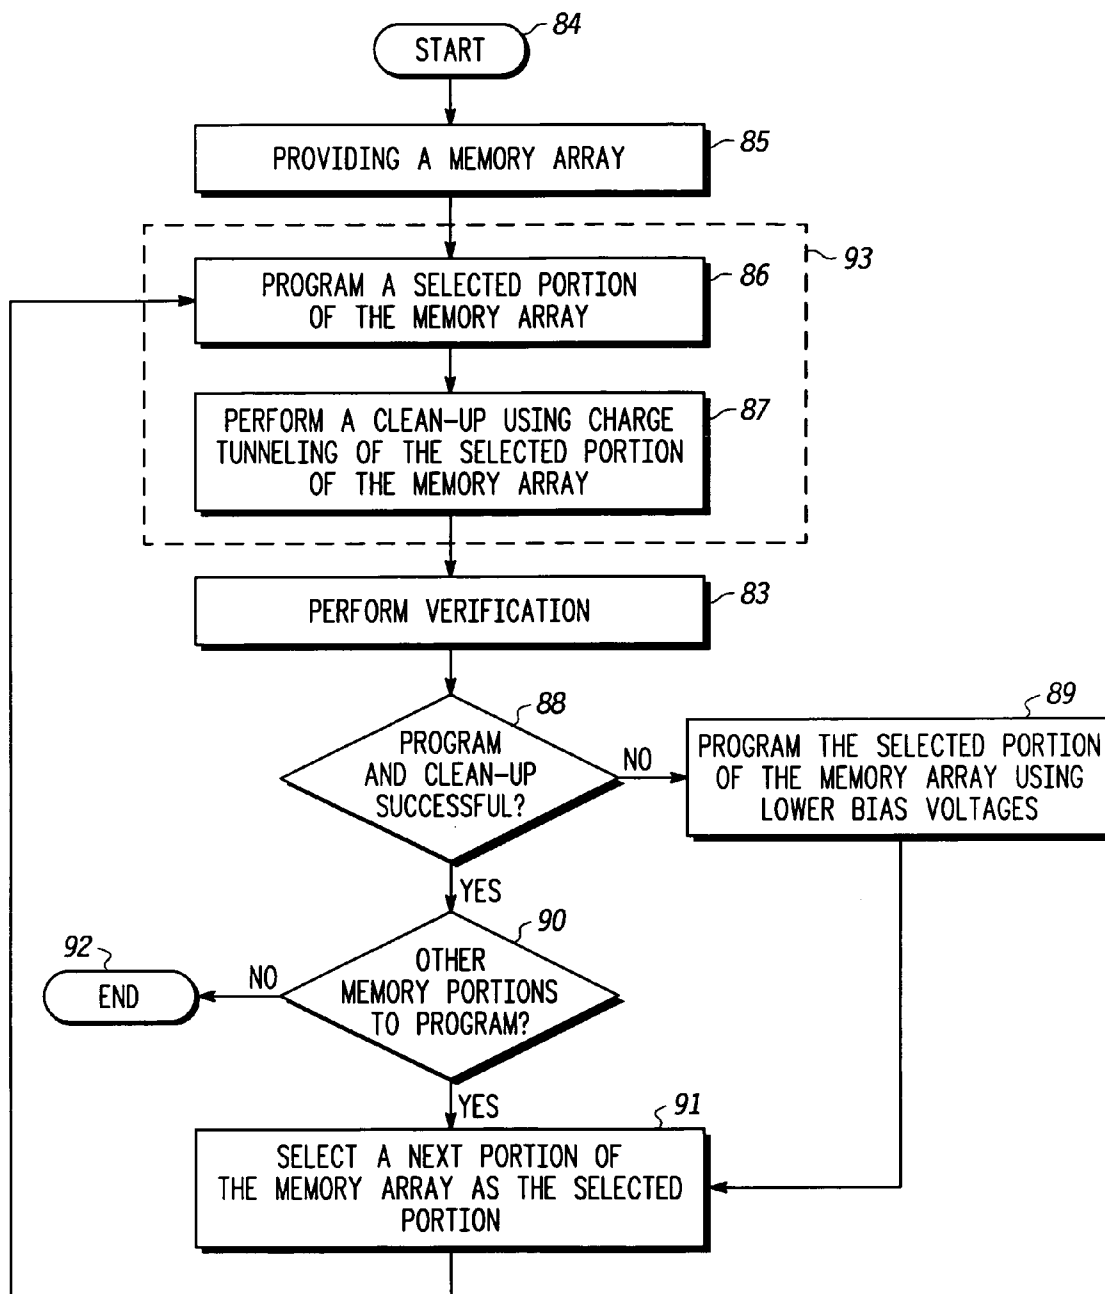 START
84
PROVIDING A MEMORY ARRAY
85
93
PROGRAM A SELECTED PORTION
OF THE MEMORY ARRAY
86
PERFORM A CLEAN-UP USING CHARGE
TUNNELING OF THE SELECTED PORTION
OF THE MEMORY ARRAY
87
PERFORM VERIFICATION
83
PROGRAM
AND CLEAN-UP
SUCCESSFUL?
88
NO
PROGRAM THE SELECTED PORTION
OF THE MEMORY ARRAY USING
LOWER BIAS VOLTAGES
89
YES
OTHER
MEMORY PORTIONS
TO PROGRAM?
90
NO
END
92
YES
SELECT A NEXT PORTION OF
THE MEMORY ARRAY AS THE SELECTED
PORTION
91